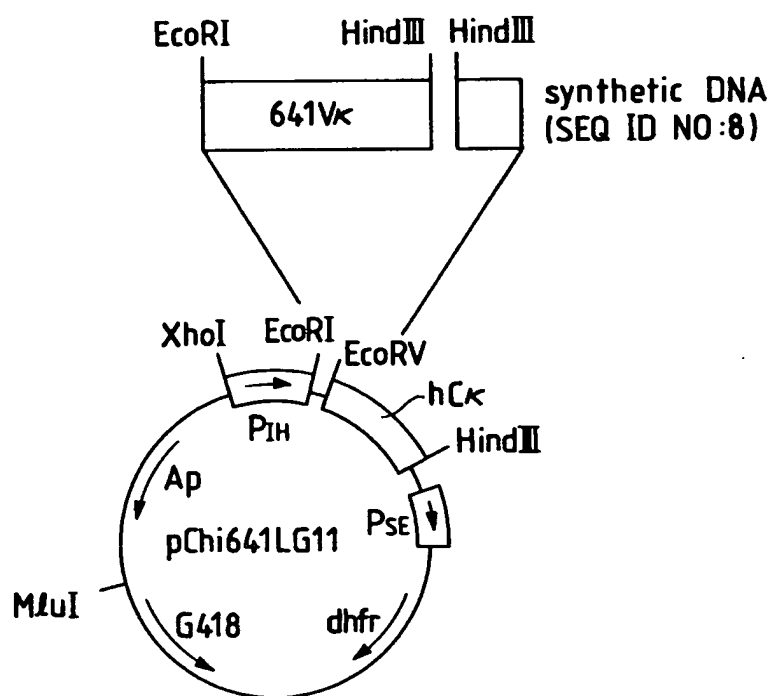 EcoRI HindIII HindIII
641Vκ
synthetic DNA
(SEQ ID NO:8)
XhoI EcoRI
EcoRV
hCκ
HindIII
PIH
Ap
PSE
pChi641LG11
MluI
G418 dhfr